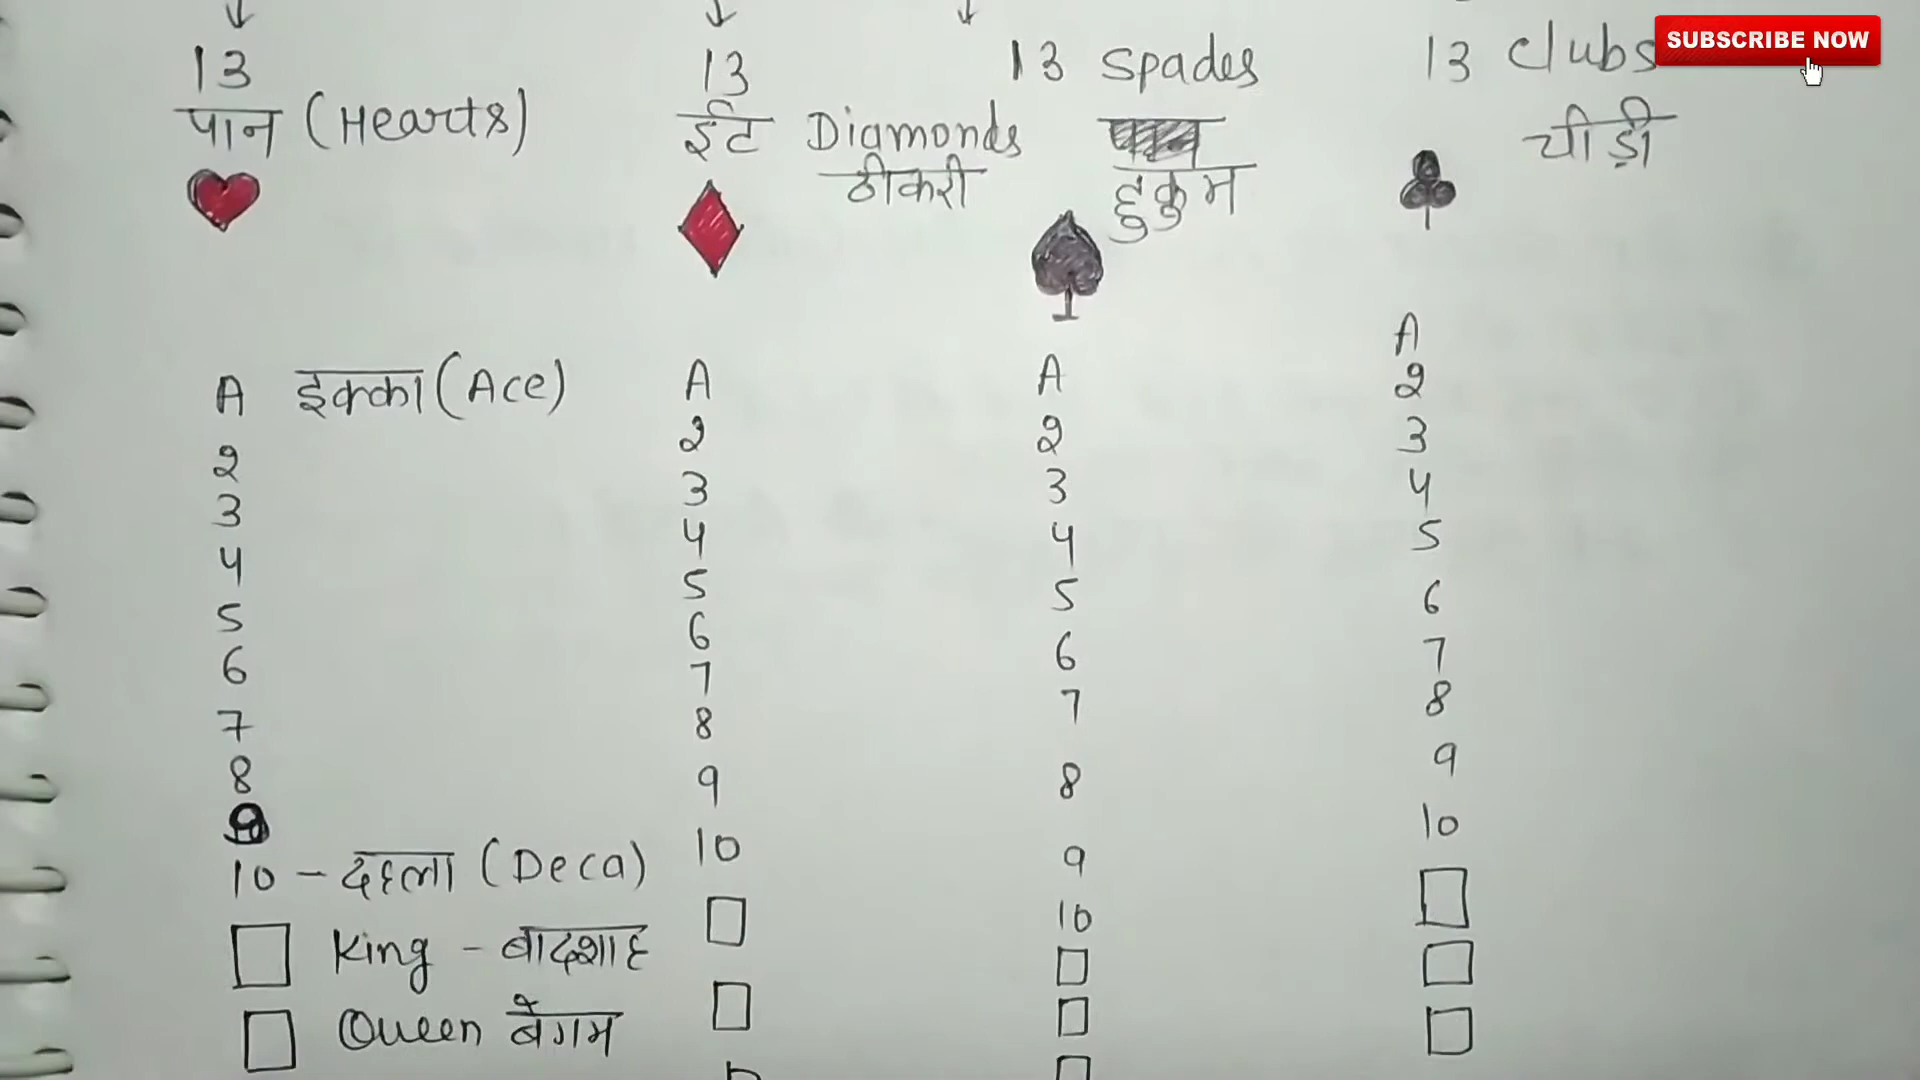 13
पान (Hearts)
A इक्का (Ace)
2
3
4
5
6
7
8
9
10 - दहला (Deca)
King - बादशाह
Queen बेगम
13
ईंट Diamonds
ठीकरी
A
2
3
4
5
6
7
8
9
10
13 Spades
हुकुम
A
2
3
4
5
6
7
8
9
10
13 Clubs
चीड़ी
A
2
3
4
5
6
7
8
9
10
SUBSCRIBE NOW